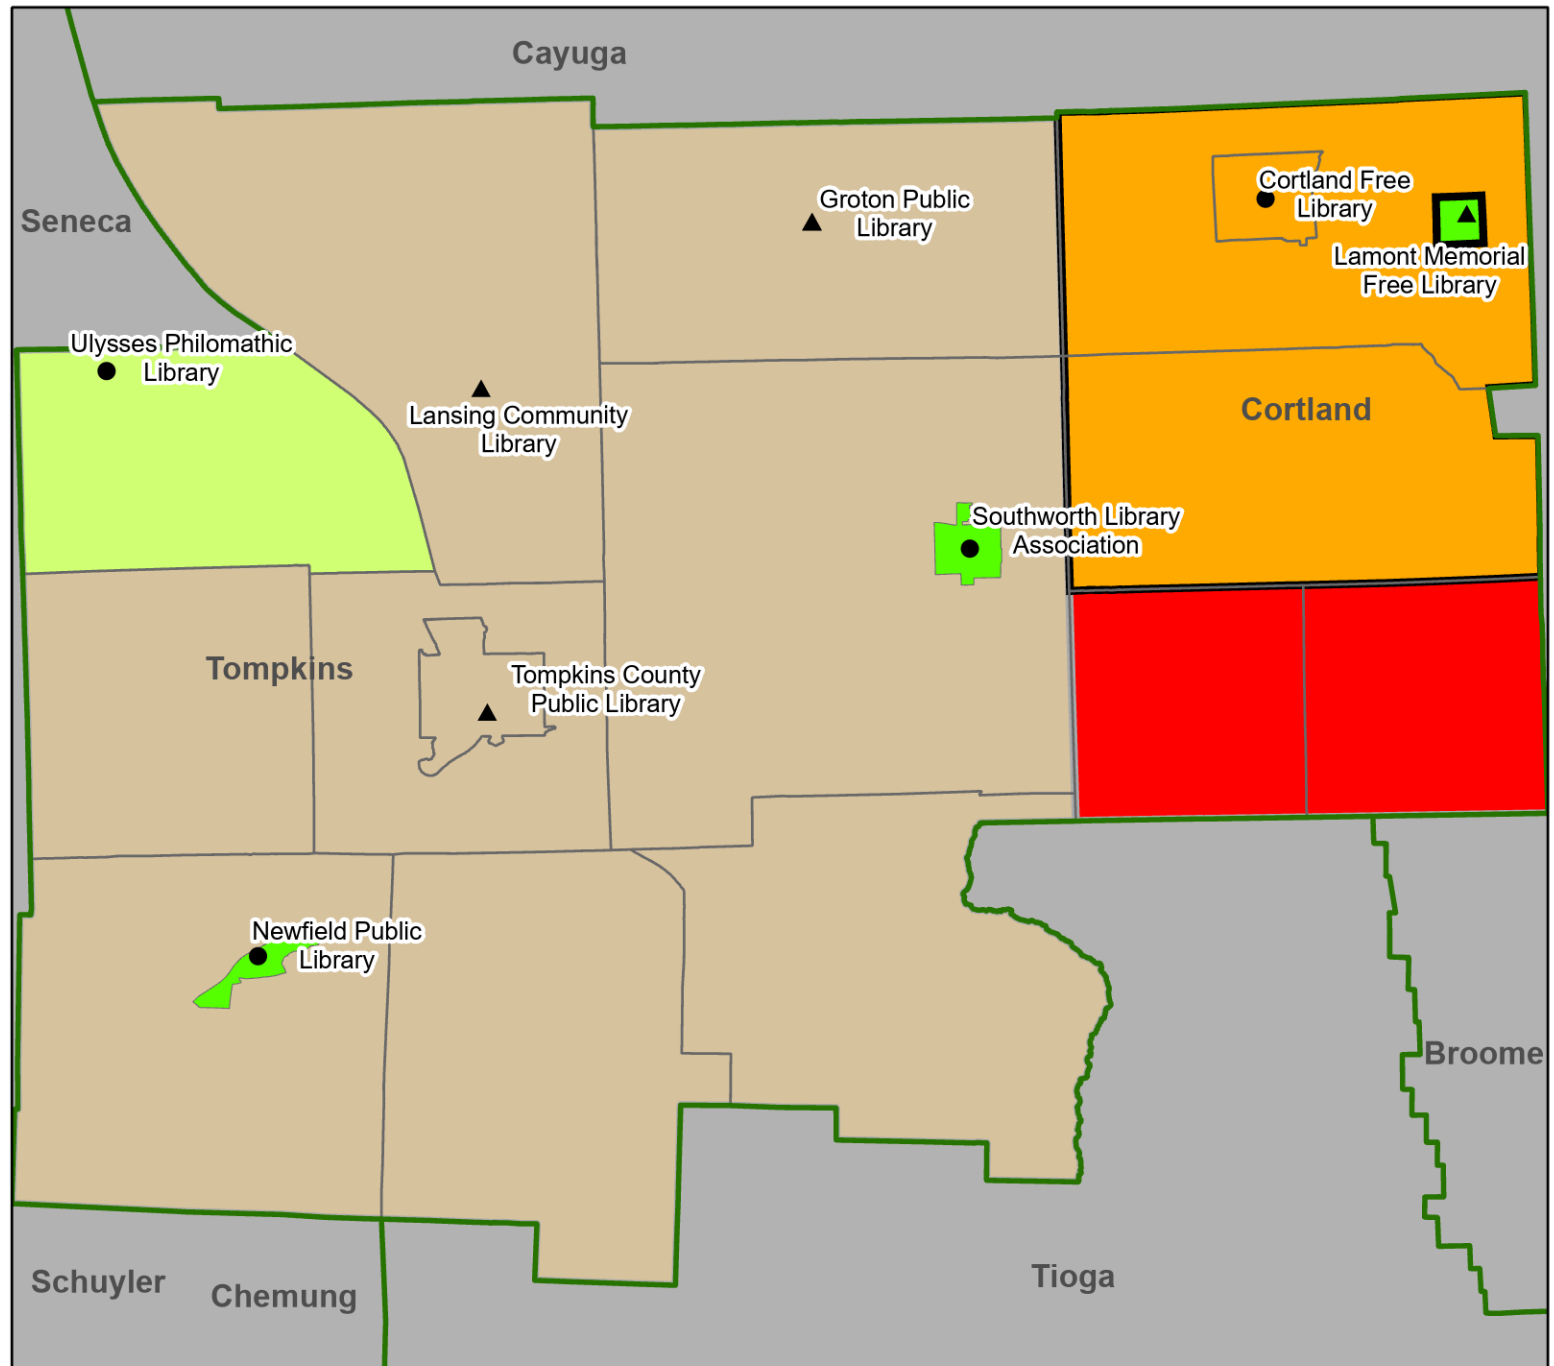 Cayuga
Seneca
Cortland Free
Library
Groton Public
Library
Lamont Memorial
Free Library
Ulysses Philomathic
Library
Lansing Community
Library
Cortland
Southworth Library
Association
Tompkins
Tompkins County
Public Library
Newfield Public
Library
Broome
Schuyler
Chemung
Tioga